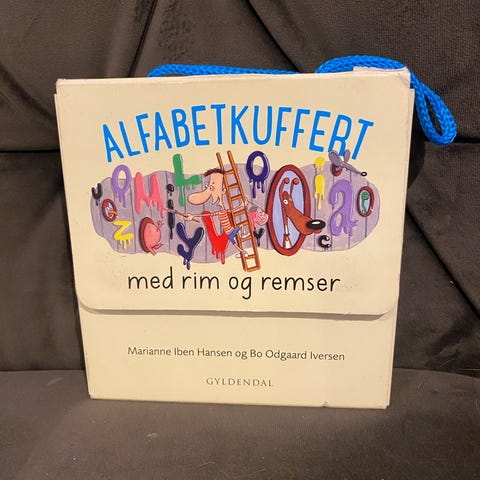 ALFABETKUFFERT
med rim og remser
Marianne Iben Hansen og Bo Odgaard Iversen
GYLDENDAL